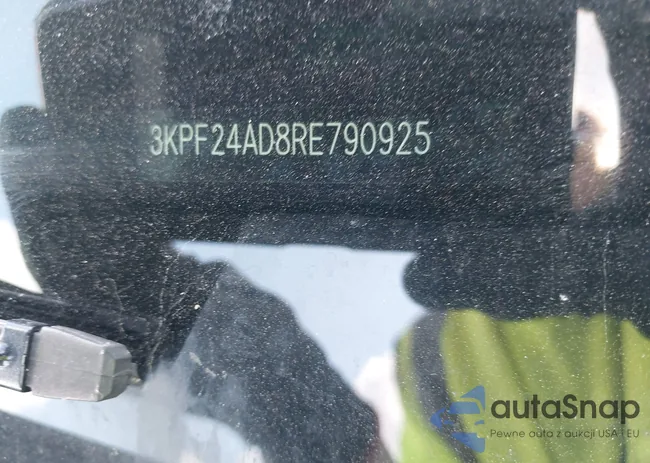 3KPF24AD8RE790925
autaSnap
Pewne auta z aukcji USA i EU